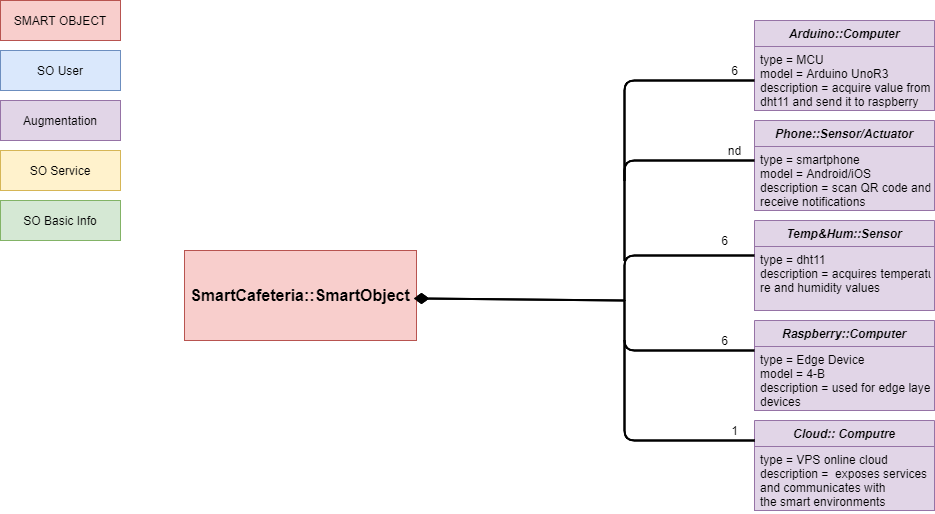 SMART OBJECT
SO User
Augmentation
SO Service
SO Basic Info
SmartCafeteria::SmartObject
6
Arduino::Computer
type = MCU
model = Arduino UnoR3
description = acquire value from
dht11 and send it to raspberry
nd
Phone::Sensor/Actuator
type = smartphone
model = Android/iOS
description = scan QR code and
receive notifications
6
Temp&Hum::Sensor
type = dht11
description = acquires temperatu
re and humidity values
6
Raspberry::Computer
type = Edge Device
model = 4-B
description = used for edge laye
devices
1
Cloud:: Computre
type = VPS online cloud
description =  exposes services
and communicates with
the smart environments